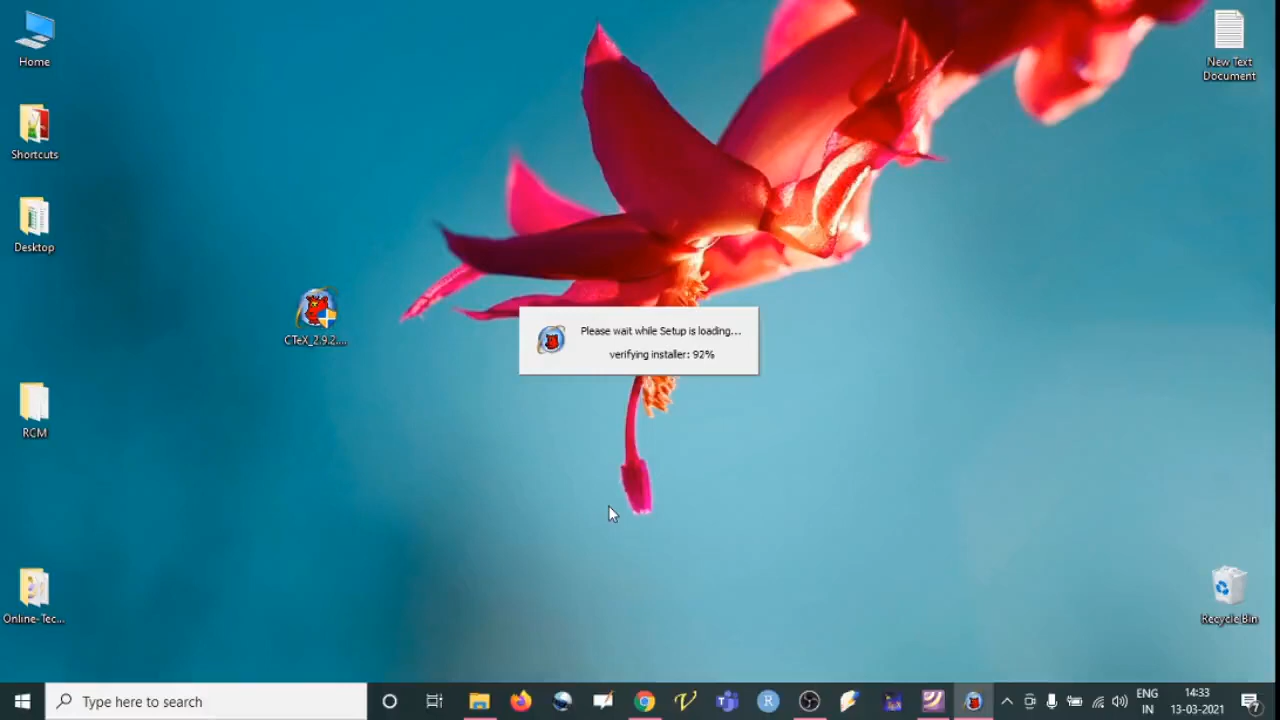 Home
New Text
Document
Shortcuts
Desktop
CTeX_2.9.2....
Please wait while Setup is loading...
verifying installer: 92%
RCM
Online-Tec...
Recycle Bin
Type here to search
ENG
IN
14:33
13-03-2021